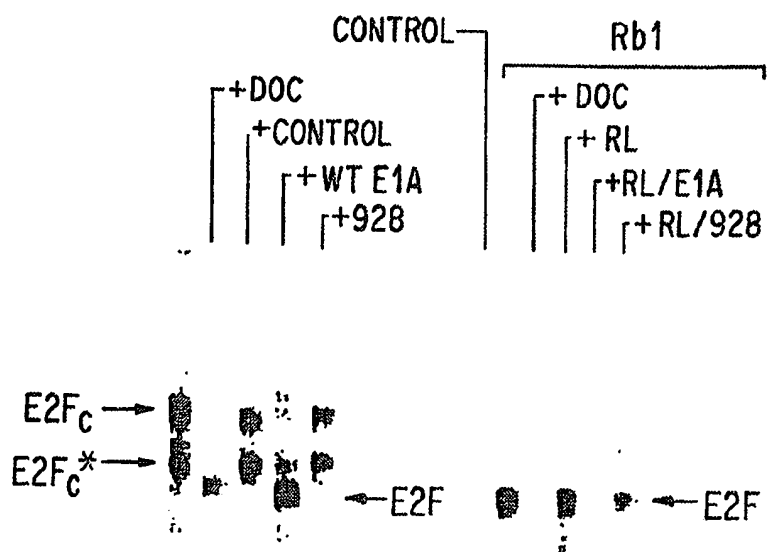 CONTROL
Rb1
+DOC
+CONTROL
+WT E1A
+928
+ DOC
+ RL
+RL/E1A
+ RL/928
E2Fc
E2Fc*
E2F
E2F